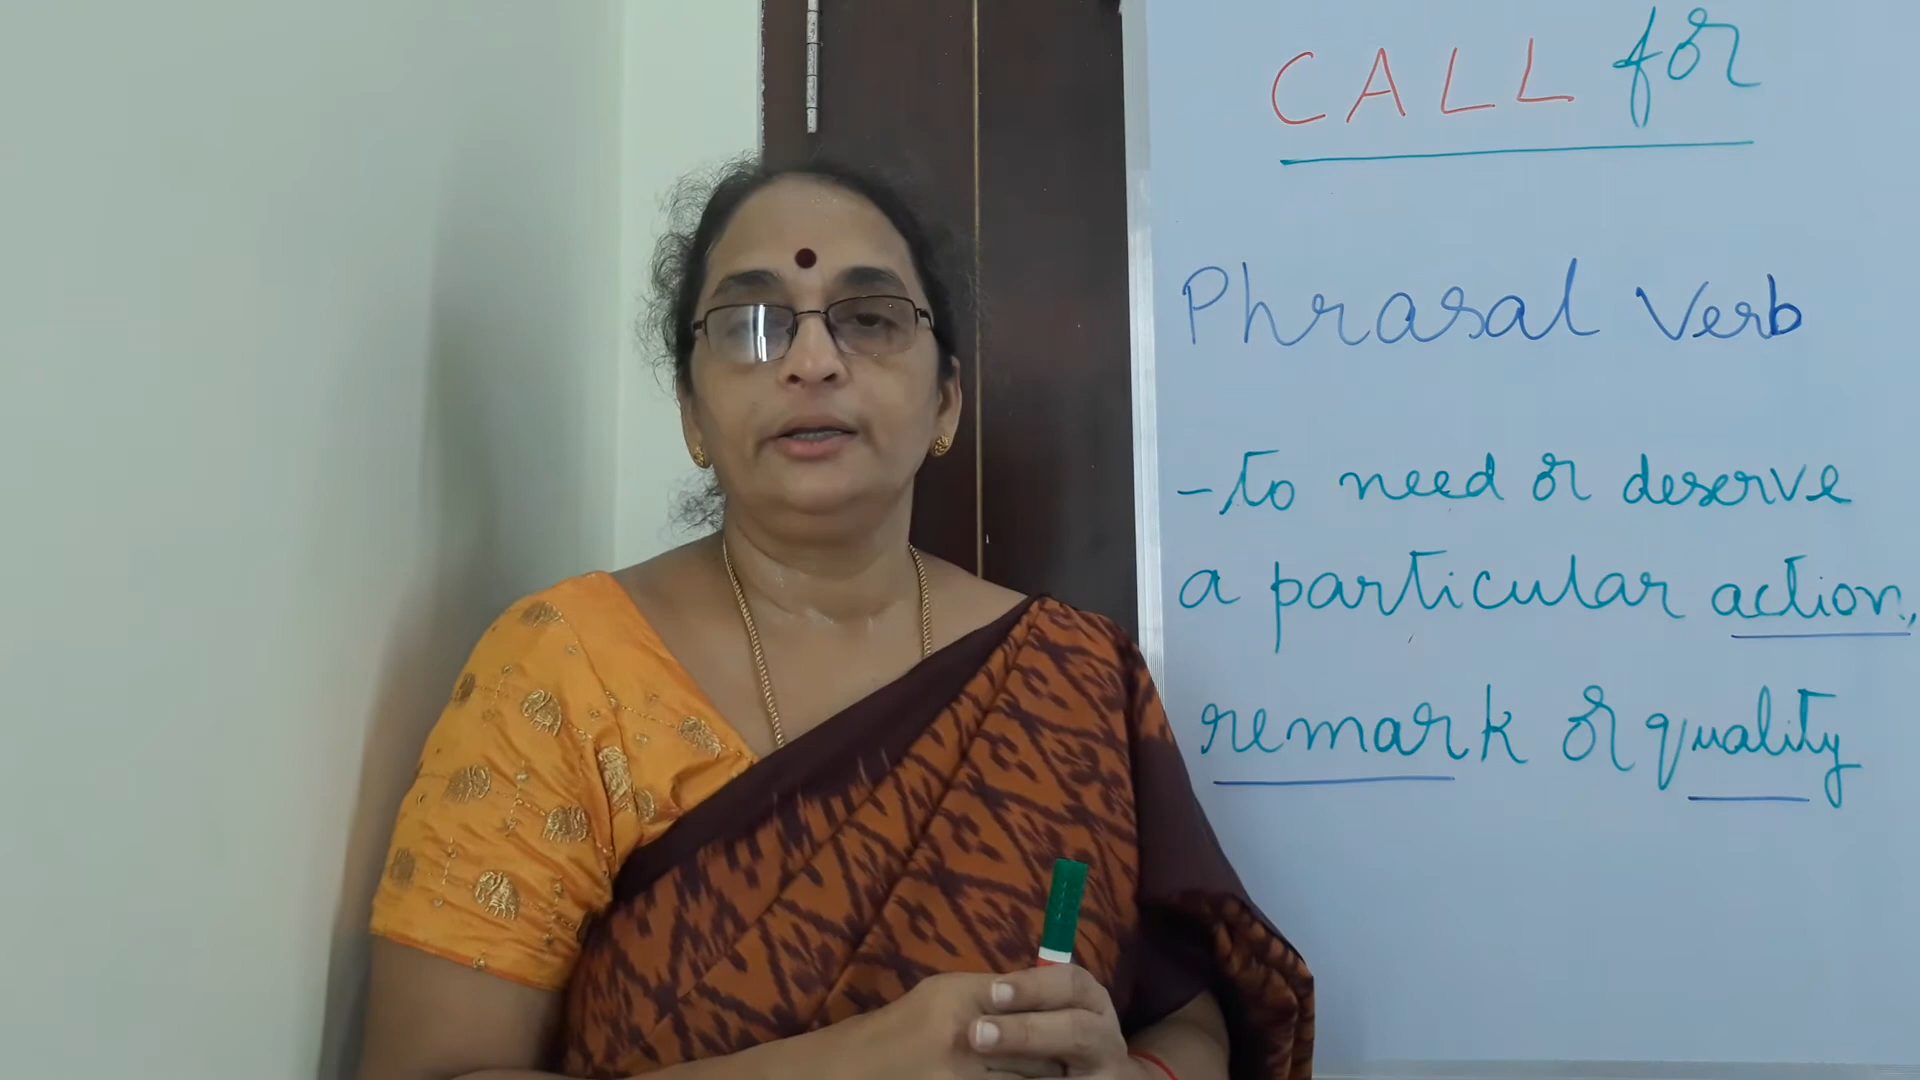 CALL for
Phrasal Verb
- to need or deserve
a particular action,
remark or quality